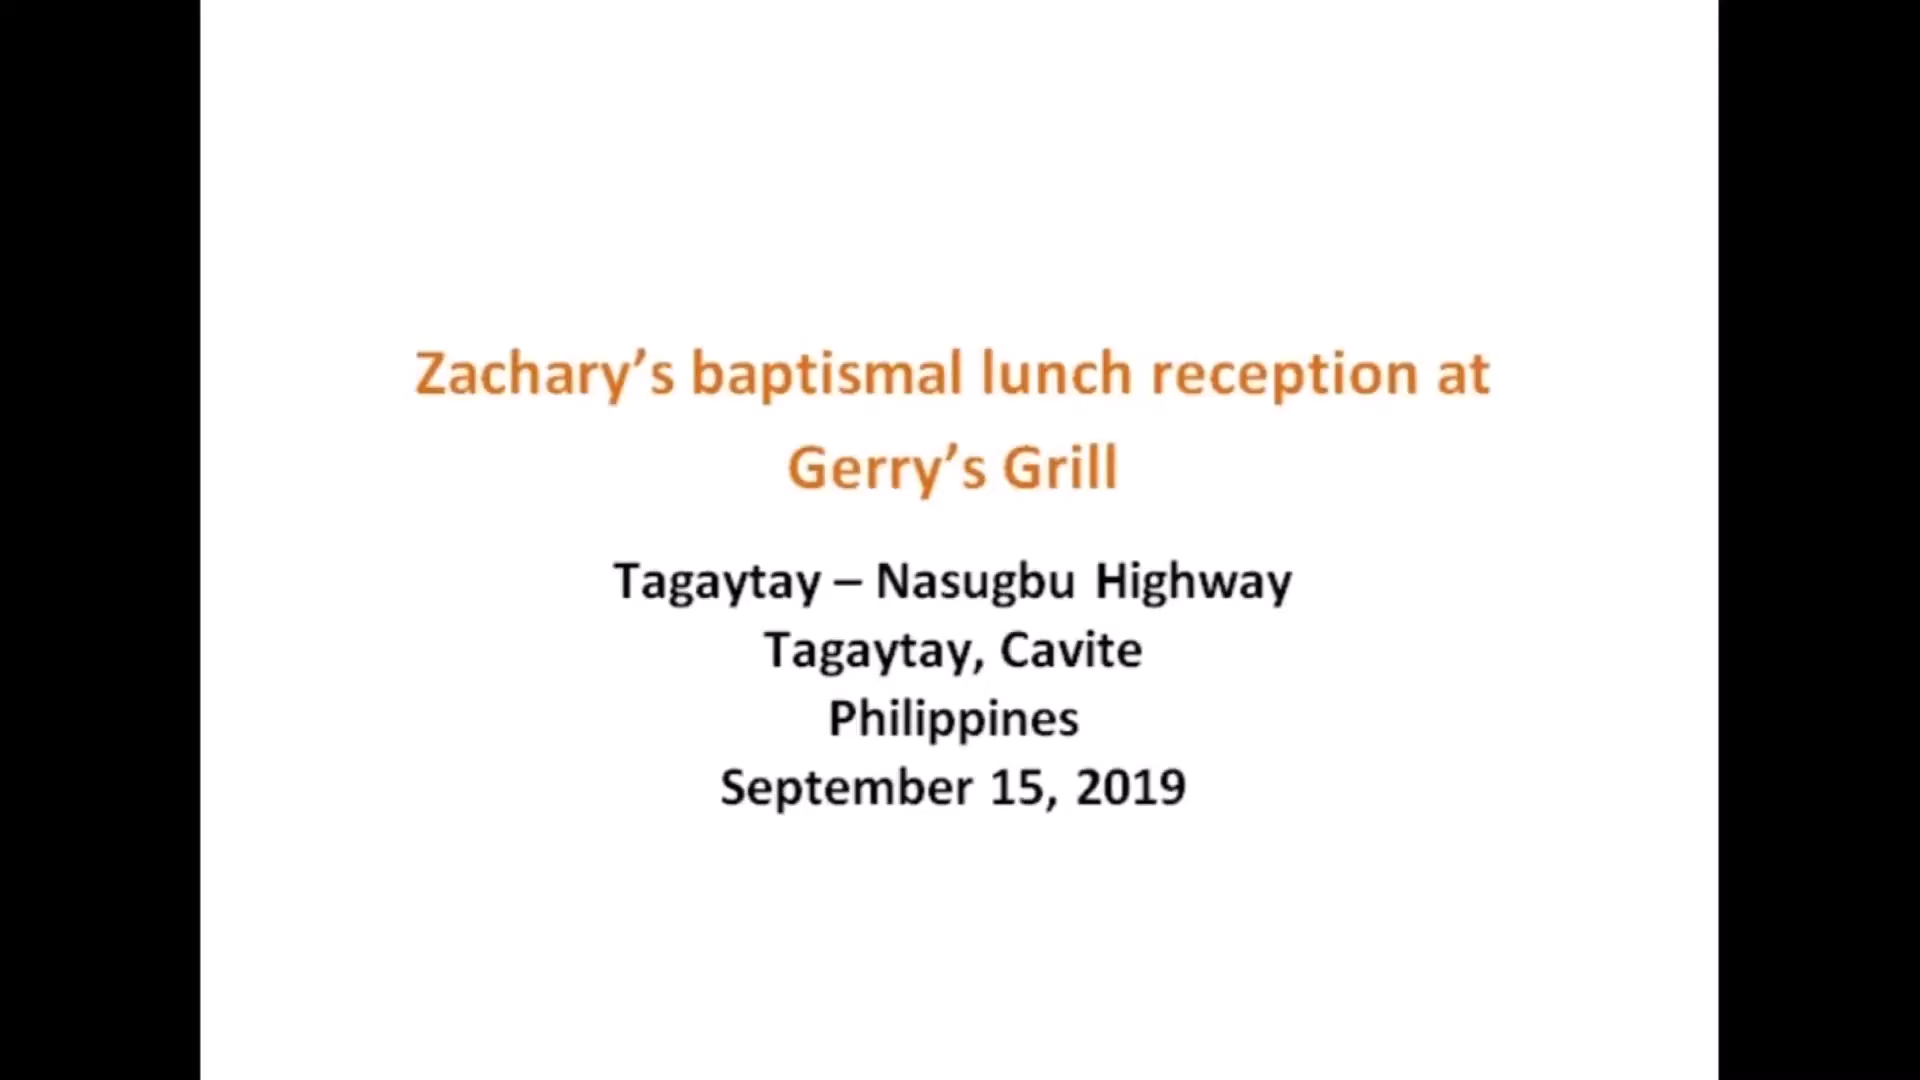 Zachary’s baptismal lunch reception at
Gerry’s Grill
Tagaytay – Nasugbu Highway
Tagaytay, Cavite
Philippines
September 15, 2019